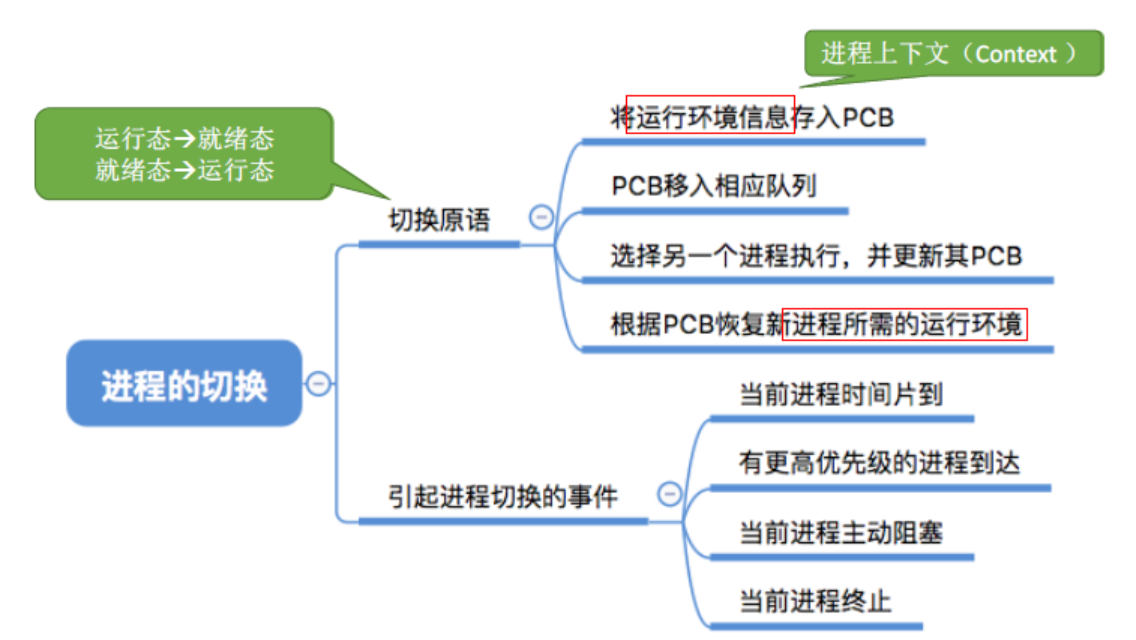 进程上下文（Context ）
将运行环境信息存入PCB
运行态→就绪态
就绪态→运行态
PCB移入相应队列
切换原语
选择另一个进程执行，并更新其PCB
根据PCB恢复新进程所需的运行环境
进程的切换
当前进程时间片到
有更高优先级的进程到达
引起进程切换的事件
当前进程主动阻塞
当前进程终止